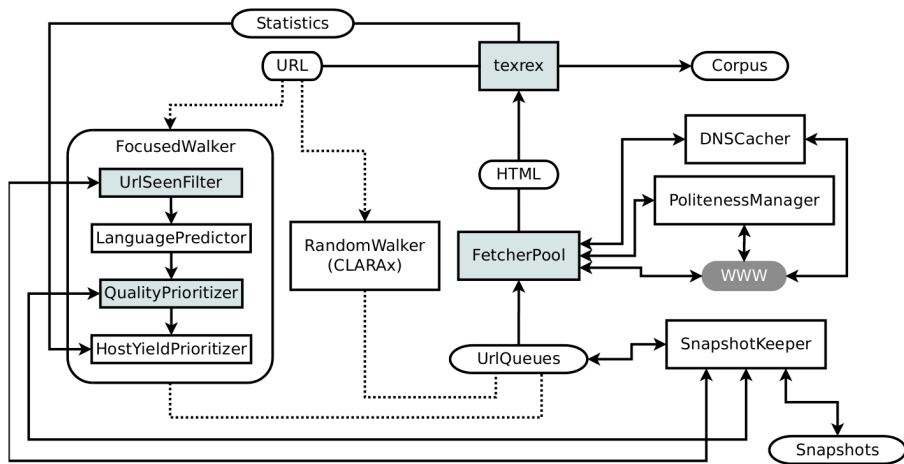 Statistics
URL
texrex
Corpus
FocusedWalker
DNSCacher
UrlSeenFilter
HTML
PolitenessManager
LanguagePredictor
RandomWalker
(CLARAx)
FetcherPool
WWW
QualityPrioritizer
HostYieldPrioritizer
UrlQueues
SnapshotKeeper
Snapshots